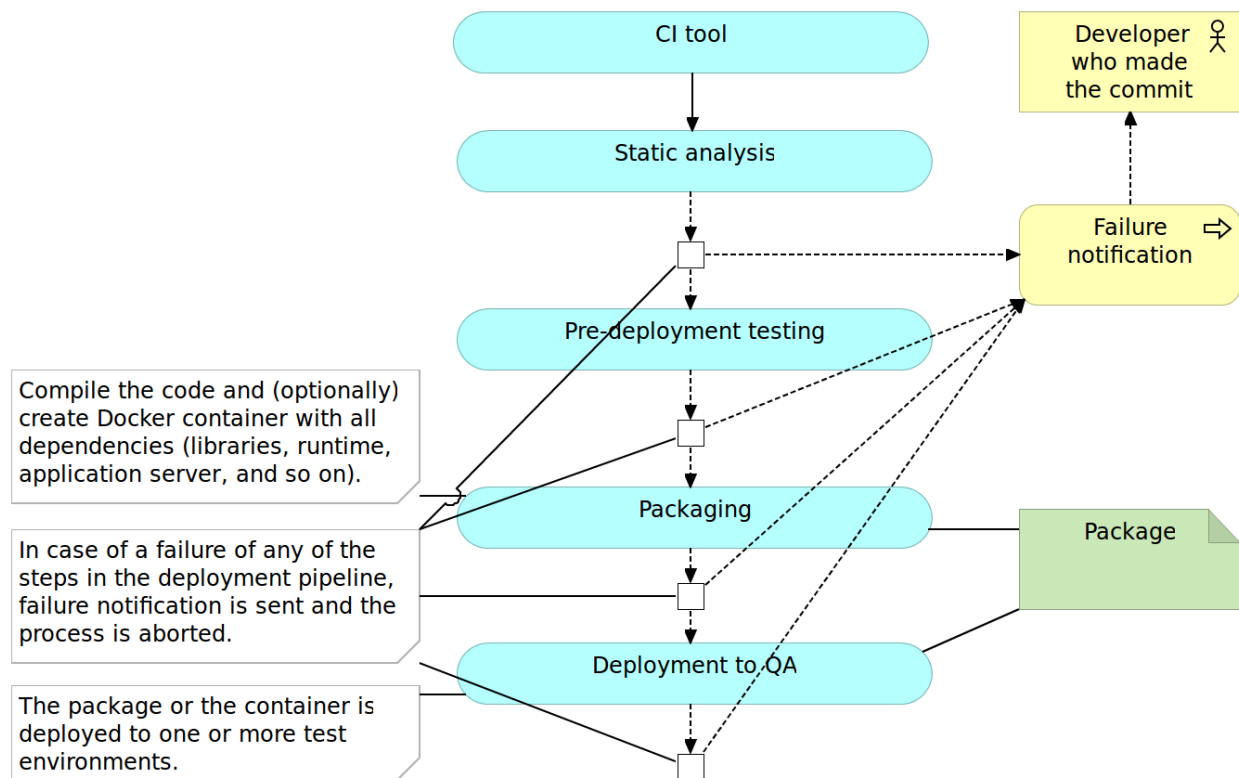 CI tool
Developer
who made
the commit
Static analysis
Failure
notification
Pre-deployment testing
Compile the code and (optionally)
create Docker container with all
dependencies (libraries, runtime,
application server, and so on).
Packaging
Package
In case of a failure of any of the
steps in the deployment pipeline,
failure notification is sent and the
process is aborted.
Deployment to QA
The package or the container is
deployed to one or more test
environments.